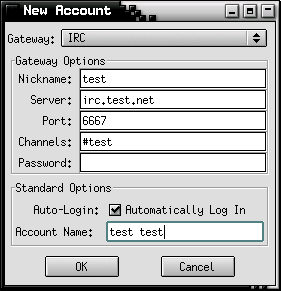 New Account
Gateway: IRC
Gateway Options
Nickname: test
Server: irc.test.net
Port: 6667
Channels: #test
Password:
Standard Options
Auto-Login: Automatically Log In
Account Name: test test
OK Cancel